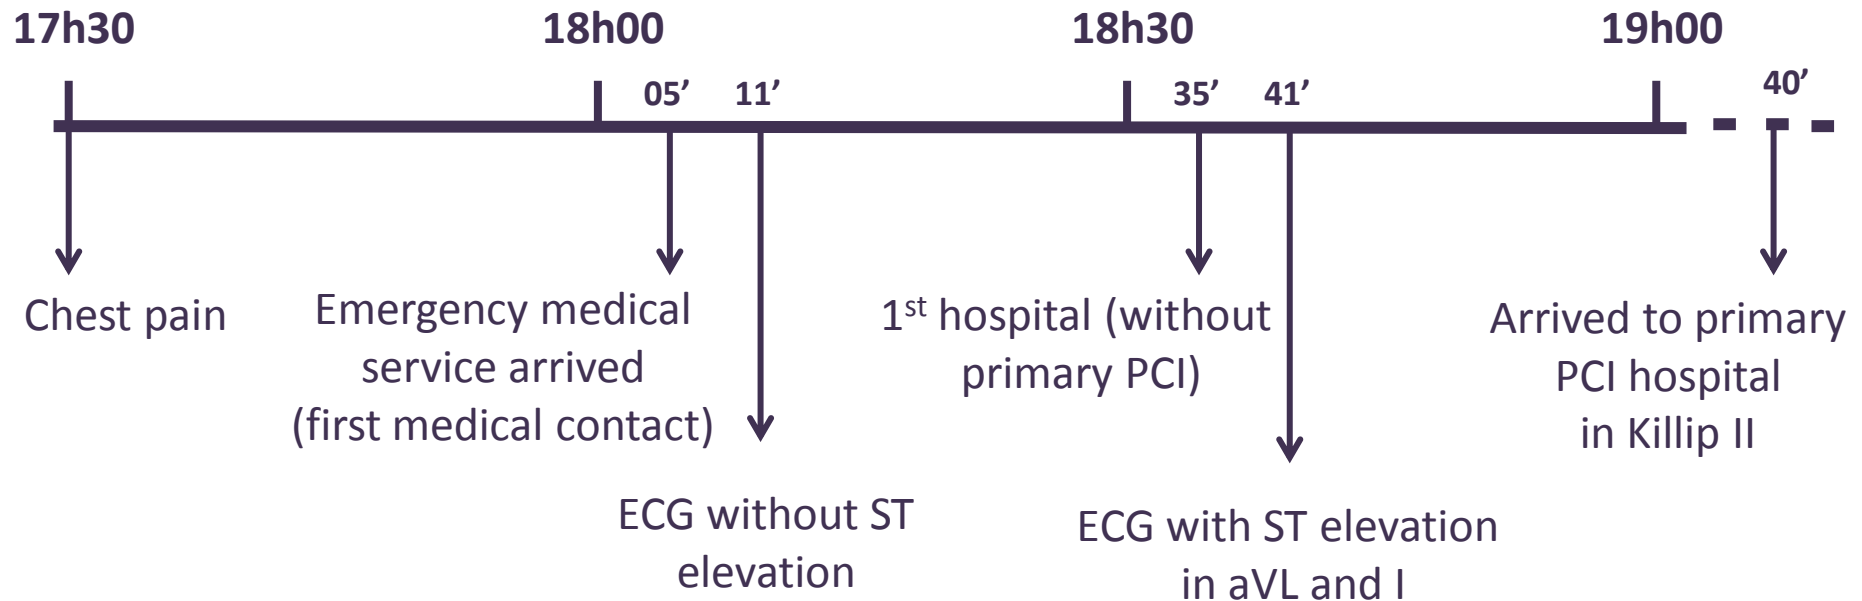 17h30
18h00
18h30
19h00
05’
11’
35’
41’
40’
Chest pain
Emergency medical
service arrived
(first medical contact)
ECG without ST
elevation
1st hospital (without
primary PCI)
ECG with ST elevation
in aVL and I
Arrived to primary
PCI hospital
in Killip II